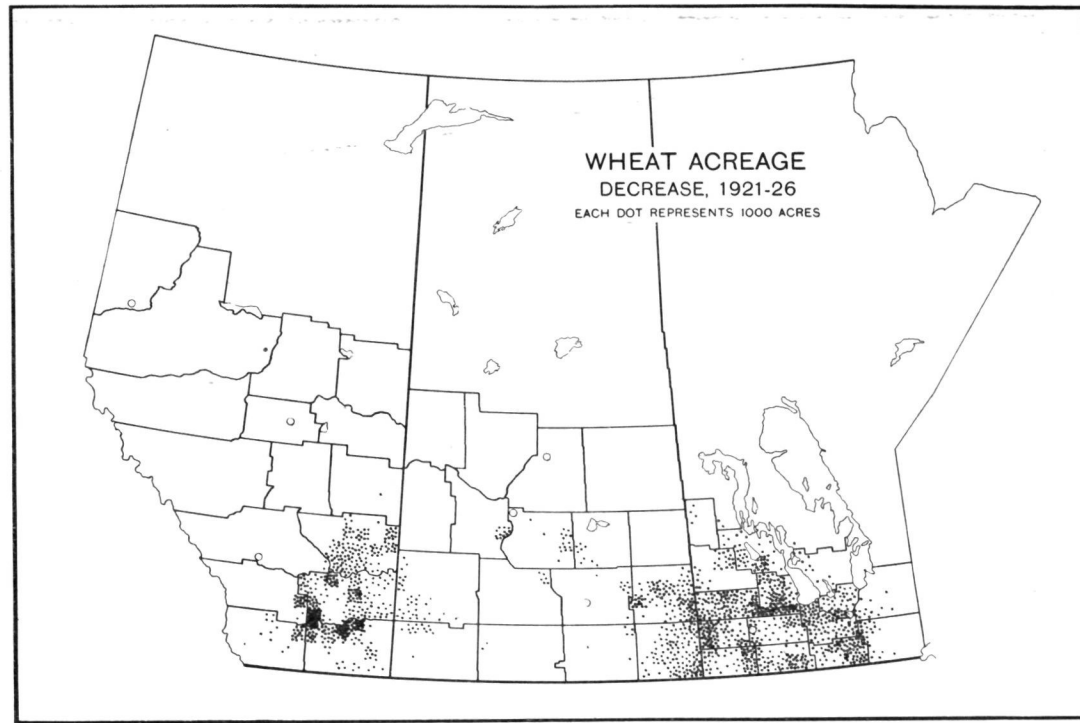 WHEAT ACREAGE
DECREASE, 1921-26
EACH DOT REPRESENTS 1000 ACRES